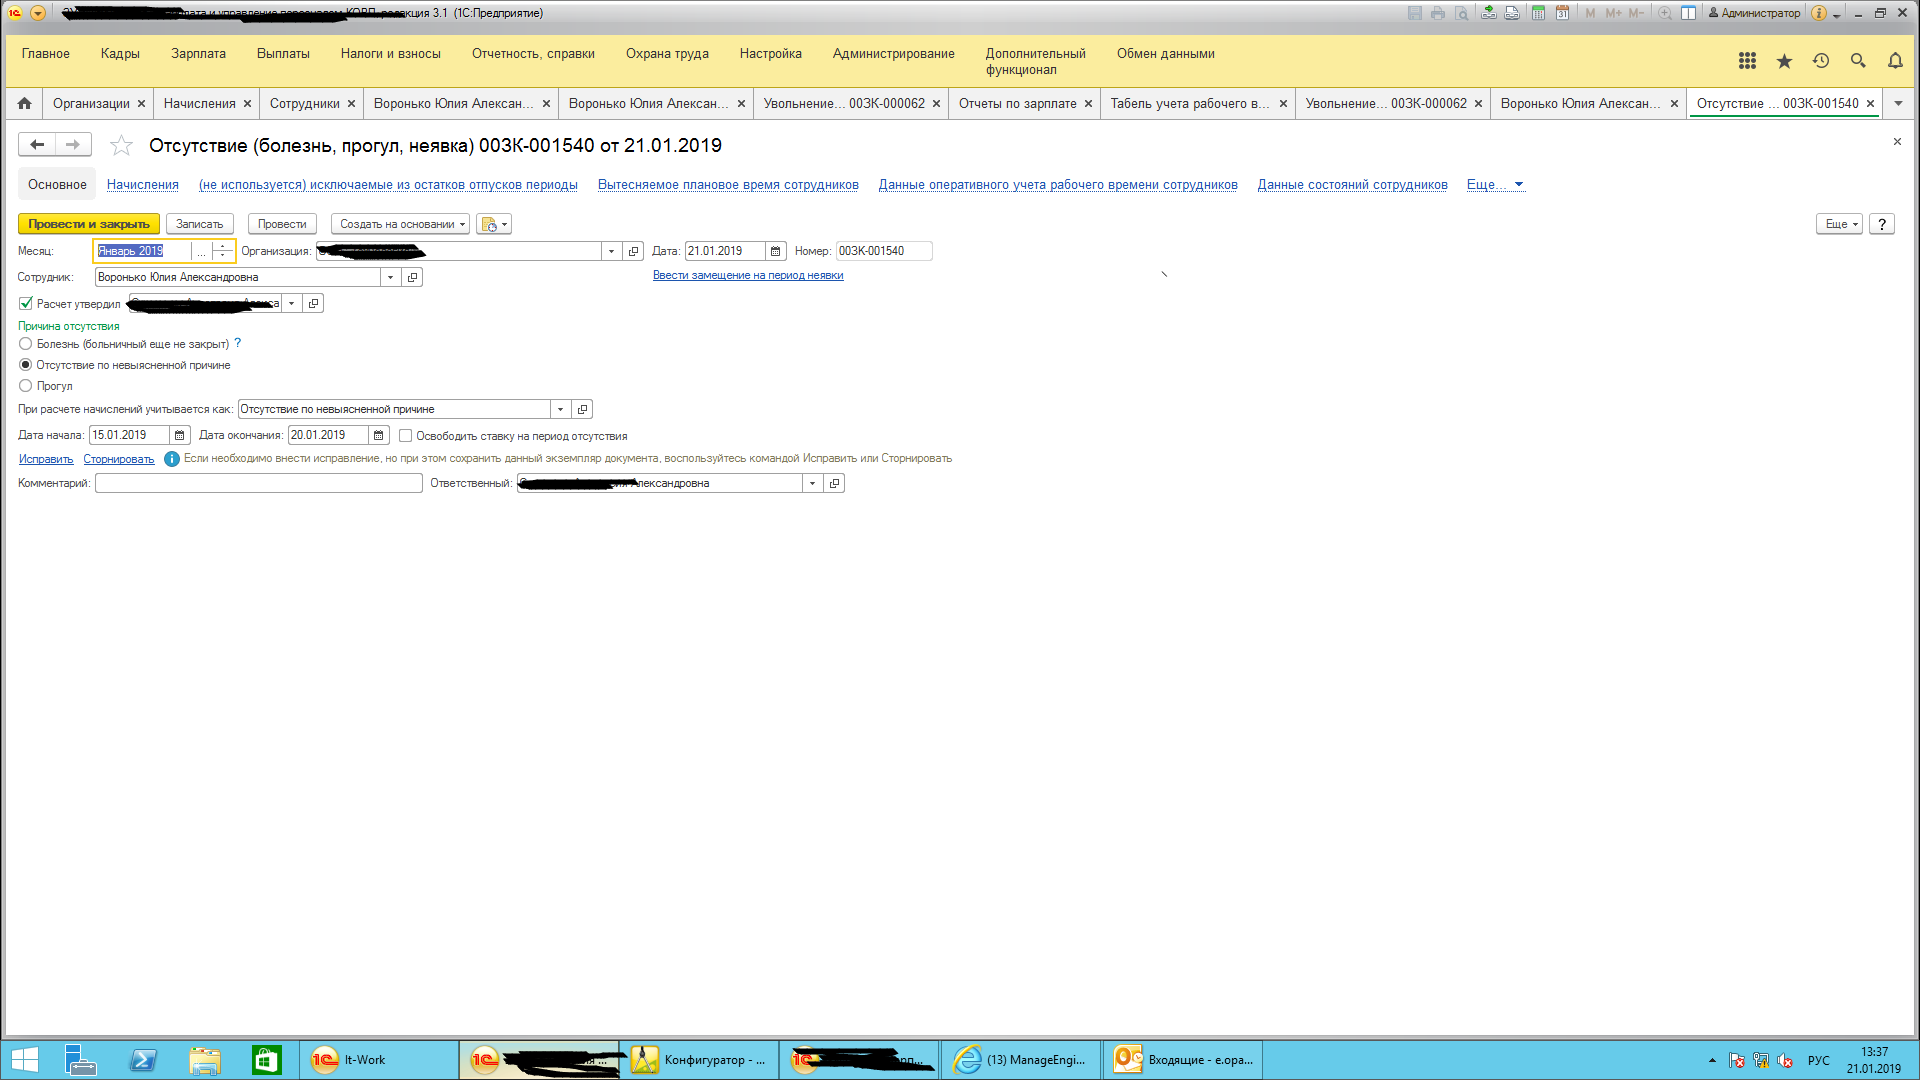 редакция 3.1 (1С:Предприятие)
M M+ M- Администратор
Главное Кадры Зарплата Выплаты Налоги и взносы Отчетность, справки Охрана труда Настройка Администрирование Дополнительный функционал Обмен данными
Организации Начисления Сотрудники Воронько Юлия Алексан... Воронько Юлия Алексан... Увольнение... 00ЗК-000062 Отчеты по зарплате Табель учета рабочего в... Увольнение... 00ЗК-000062 Воронько Юлия Алексан... Отсутствие ... 00ЗК-001540
Отсутствие (болезнь, прогул, неявка) 00ЗК-001540 от 21.01.2019
Основное Начисления (не используется) исключаемые из остатков отпусков периоды Вытесняемое плановое время сотрудников Данные оперативного учета рабочего времени сотрудников Данные состояний сотрудников Еще...
Провести и закрыть Записать Провести Создать на основании Еще ?
Месяц: Январь 2019 ... Организация: Дата: 21.01.2019 Номер: 00ЗК-001540
Сотрудник: Воронько Юлия Александровна Ввести замещение на период неявки
Расчет утвердил
Причина отсутствия
Болезнь (больничный еще не закрыт) ?
Отсутствие по невыясненной причине
Прогул
При расчете начислений учитывается как: Отсутствие по невыясненной причине
Дата начала: 15.01.2019 Дата окончания: 20.01.2019 Освободить ставку на период отсутствия
Исправить Сторнировать Если необходимо внести исправление, но при этом сохранить данный экземпляр документа, воспользуйтесь командой Исправить или Сторнировать
Комментарий: Ответственный: Александровна
It-Work Конфигуратор - ... (13) ManageEngi... Входящие - e.opa... РУС 13:37
21.01.2019